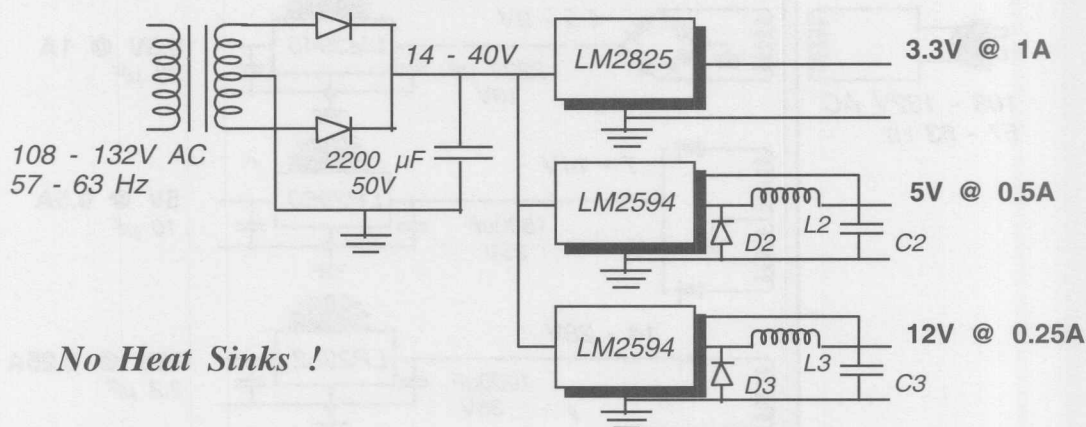 14 - 40V
LM2825
3.3V @ 1A
108 - 132V AC
57 - 63 Hz
2200 µF
50V
LM2594
5V @ 0.5A
D2
L2
C2
No Heat Sinks !
LM2594
12V @ 0.25A
D3
L3
C3